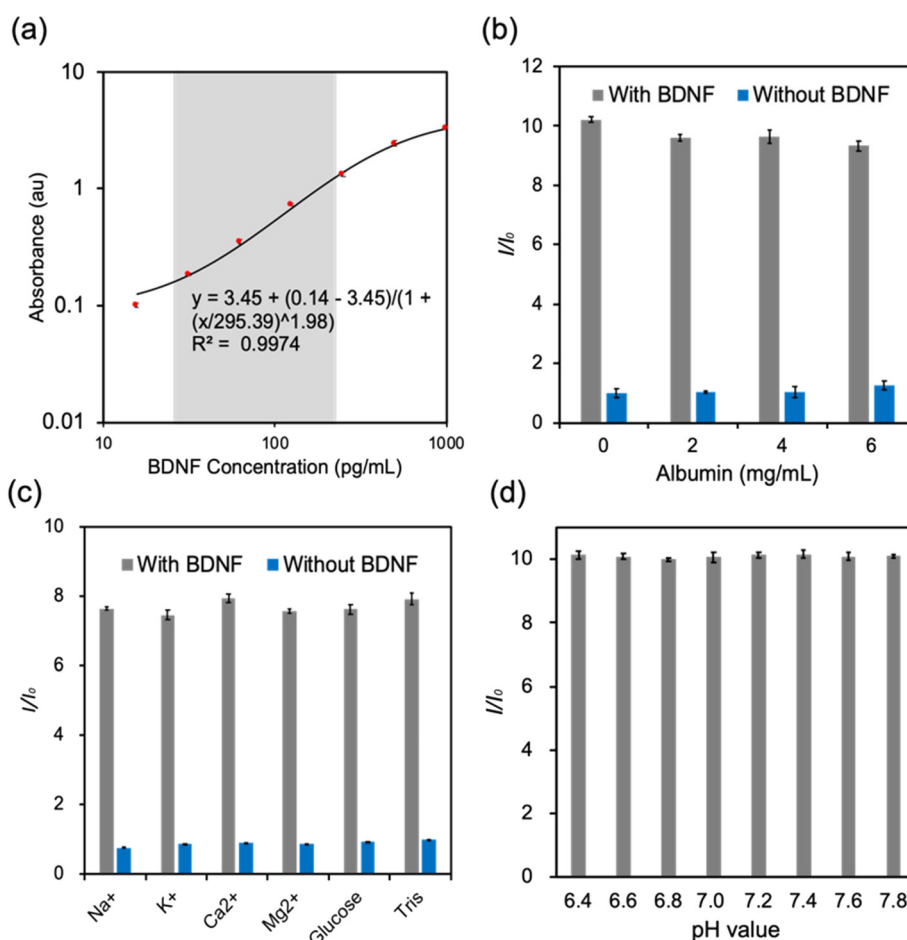 (a)
10
1
0.1
0.01
Absorbance (au)
y = 3.45 + (0.14 - 3.45)/(1 +
(x/295.39)^1.98)
R² = 0.9974
10 100 1000
BDNF Concentration (pg/mL)
(b)
12
10
8
6
4
2
0
I/I₀
With BDNF Without BDNF
0 2 4 6
Albumin (mg/mL)
(c)
10
8
6
4
2
0
I/I₀
With BDNF Without BDNF
Na+ K+ Ca2+ Mg2+ Glucose Tris
(d)
10
8
6
4
2
0
I/I₀
6.4 6.6 6.8 7.0 7.2 7.4 7.6 7.8
pH value